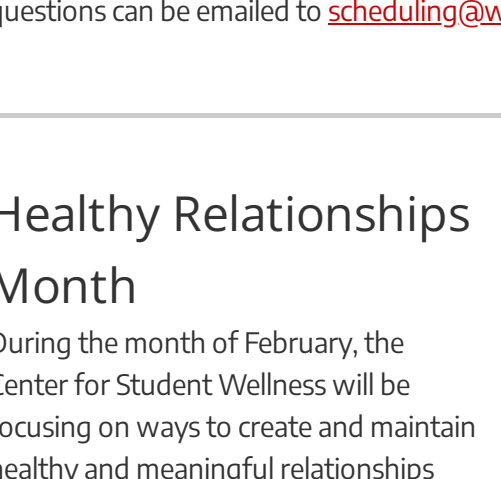 questions can be emailed to scheduling@w
Healthy Relationships
Month
During the month of February, the
Center for Student Wellness will be
focusing on ways to create and maintain
healthy and meaningful relationships